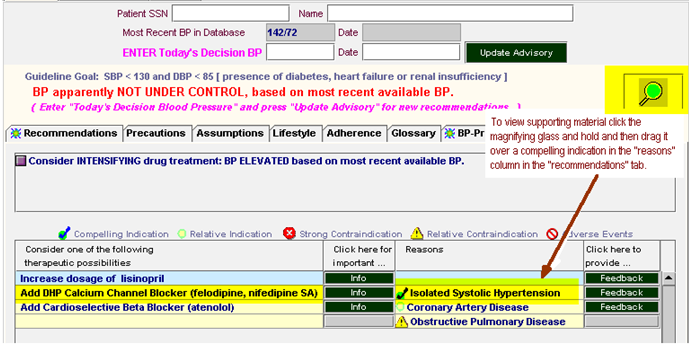 Patient SSN Name
Most Recent BP in Database 142/72 Date
ENTER Today's Decision BP Date Update Advisory
Guideline Goal: SBP < 130 and DBP < 85 [ presence of diabetes, heart failure or renal insufficiency ]
BP apparently NOT UNDER CONTROL, based on most recent available BP.
( Enter "Today's Decision Blood Pressure" and press "Update Advisory" for new recommendations. )
To view supporting material click the
magnifying glass and hold and then drag it
over a compelling indication in the "reasons"
column in the "recommendations" tab.
Recommendations Precautions Assumptions Lifestyle Adherence Glossary BP-Pr
Consider INTENSIFYING drug treatment: BP ELEVATED based on most recent available BP.
Compelling Indication Relative Indication Strong Contraindication Relative Contraindication Adverse Events
Consider one of the following
therapeutic possibilities
Click here for
important ...
Reasons
Click here to
provide ...
Increase dosage of lisinopril Info Feedback
Add DHP Calcium Channel Blocker (felodipine, nifedipine SA) Info Isolated Systolic Hypertension Feedback
Add Cardioselective Beta Blocker (atenolol) Info Coronary Artery Disease Feedback
Obstructive Pulmonary Disease